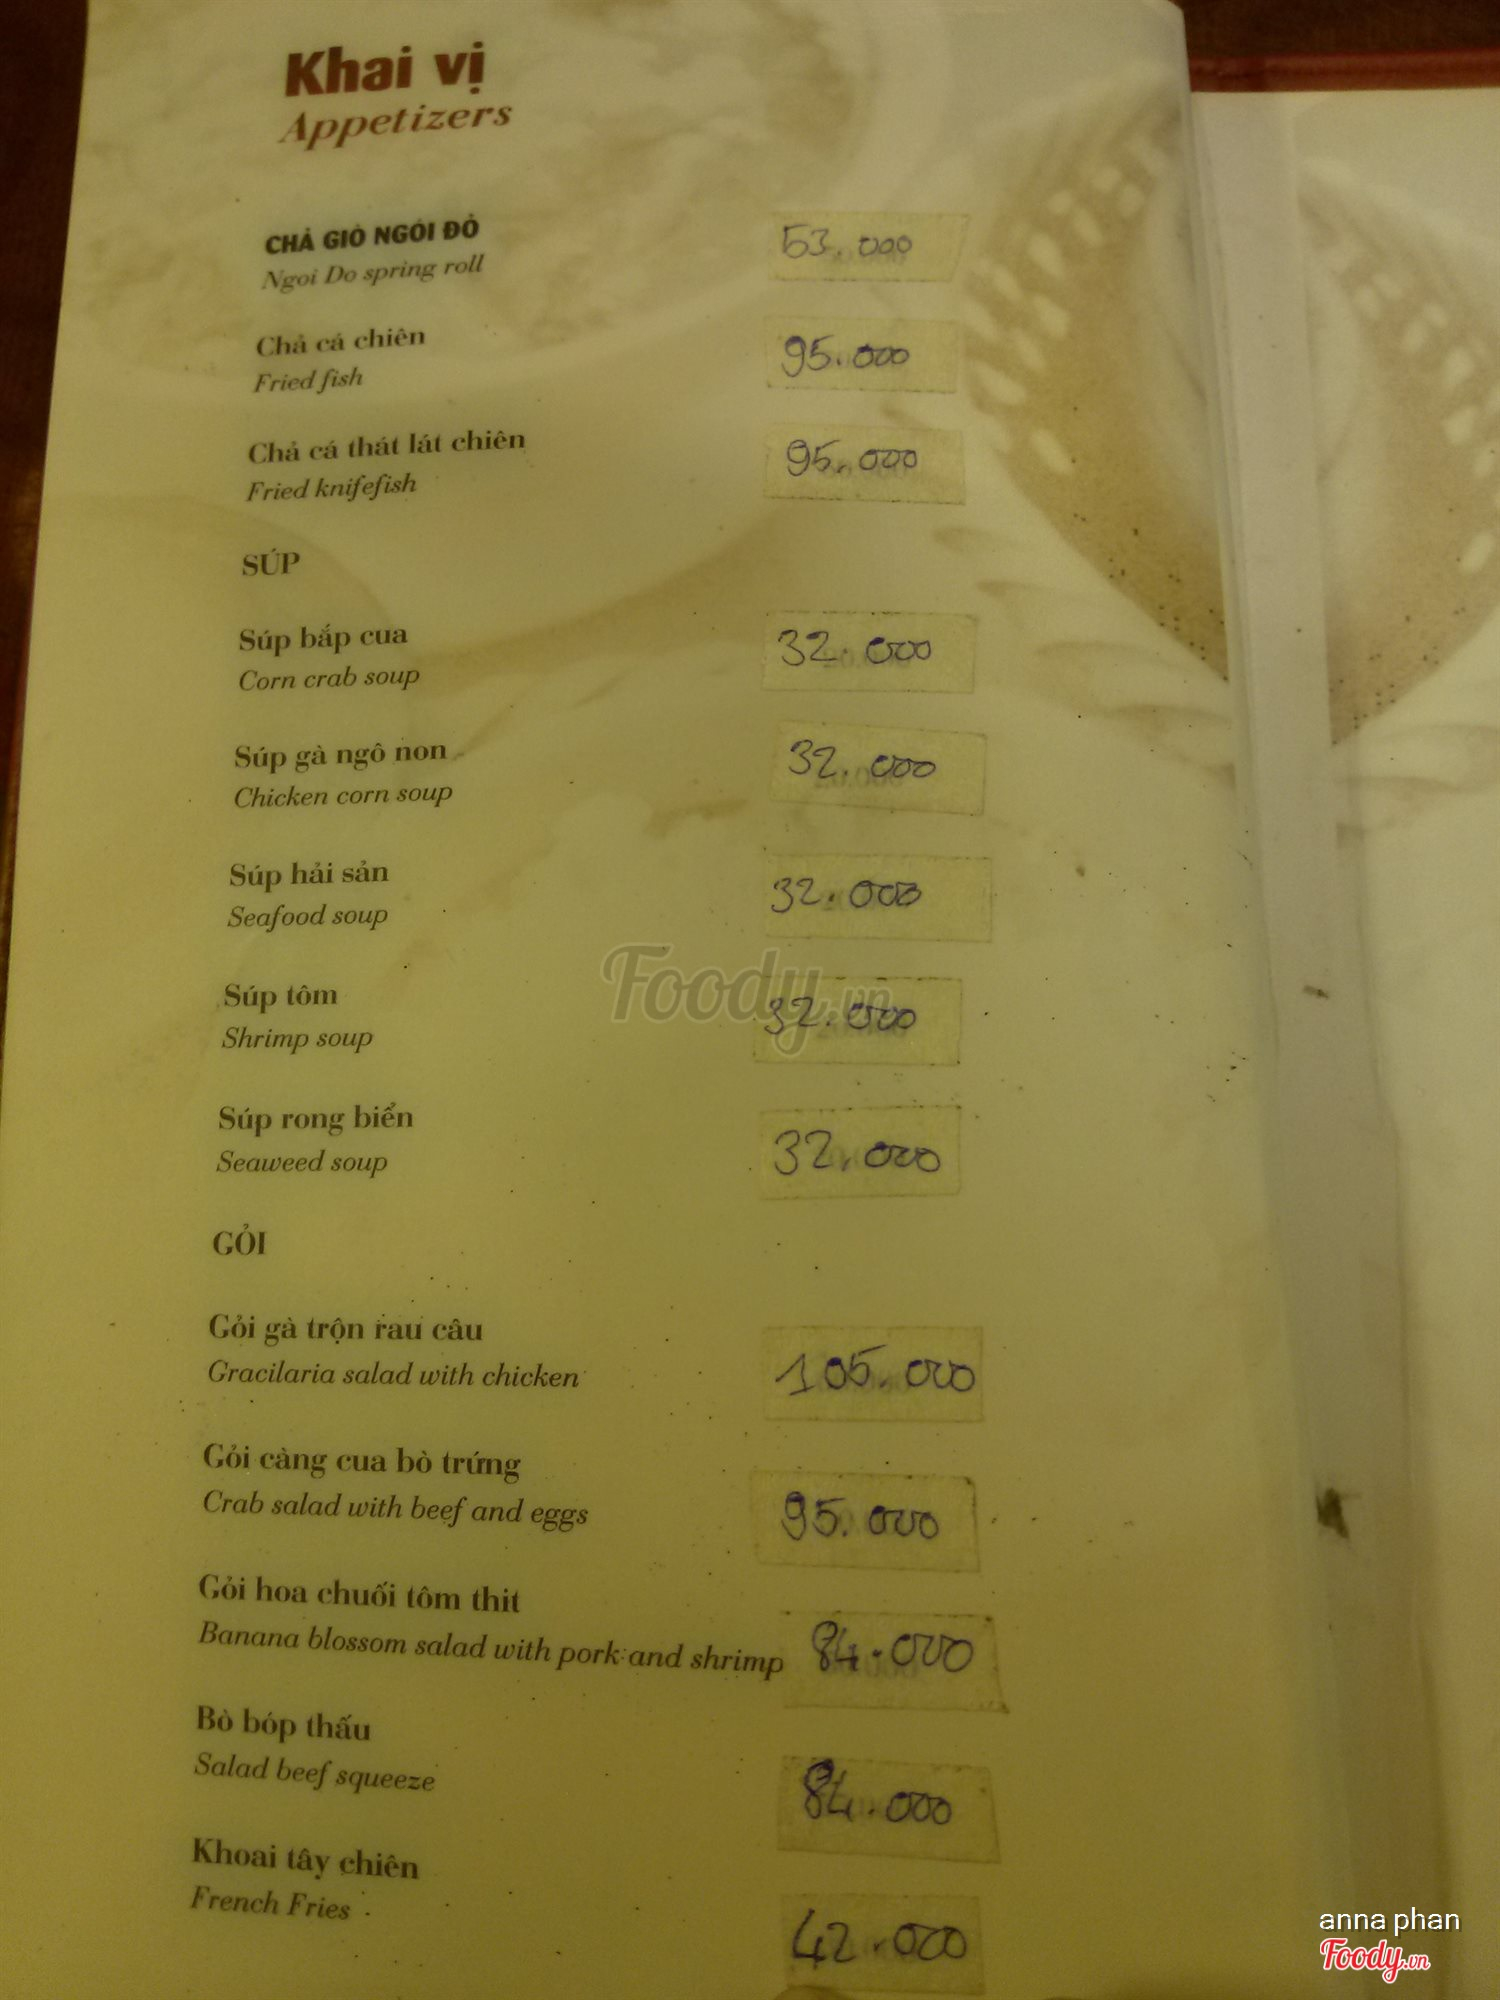 Khai vị
Appetizers
CHẢ GIÒ NGÓI ĐỎ 53.000
Ngoi Do spring roll
Chả cá chiên 95.000
Fried fish
Chả cá thát lát chiên 95.000
Fried knifefish
SÚP
Súp bắp cua 32.000
Corn crab soup
Súp gà ngô non 32.000
Chicken corn soup
Súp hải sản 32.000
Seafood soup
Foody.vn
Súp tôm 32.000
Shrimp soup
Súp rong biển 32.000
Seaweed soup
GỎI
Gỏi gà trộn rau câu 105.000
Gracilaria salad with chicken
Gỏi càng cua bò trứng 95.000
Crab salad with beef and eggs
Gỏi hoa chuối tôm thit 84.000
Banana blossom salad with pork and shrimp
Bò bóp thấu 84.000
Salad beef squeeze
Khoai tây chiên 42.000
French Fries
anna phan
Foody.vn